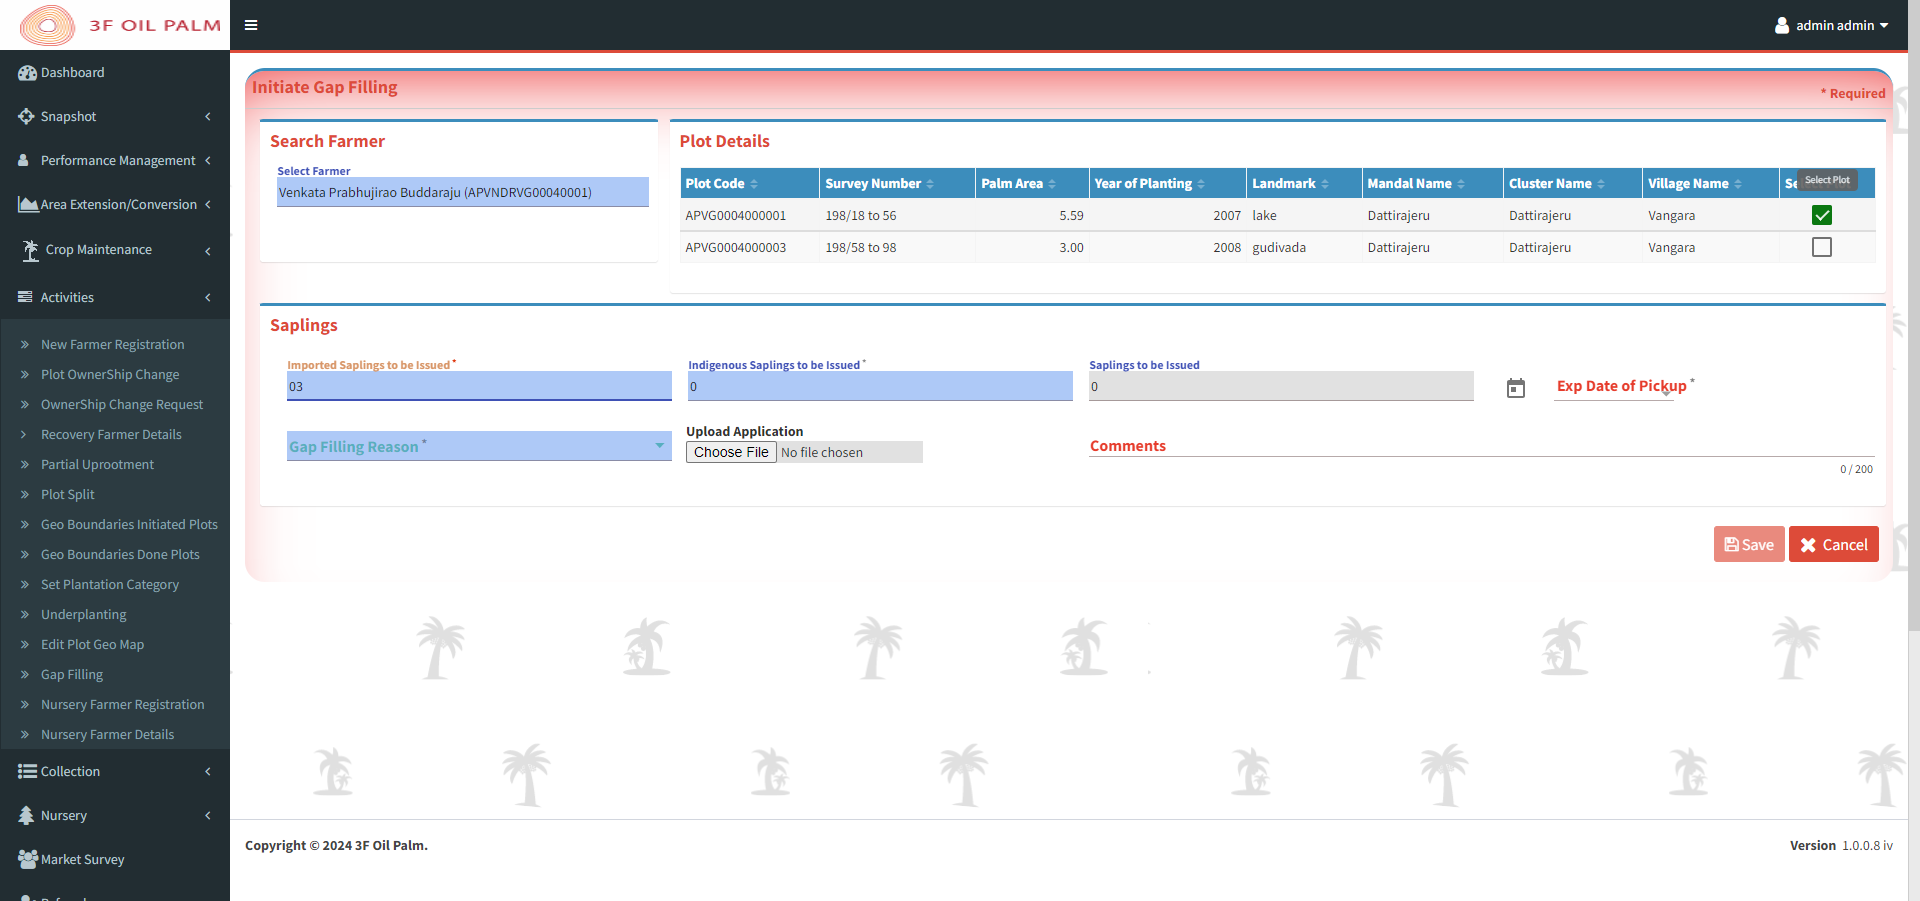 3F OIL PALM
admin admin
Dashboard
Snapshot
Performance Management
Area Extension/Conversion
Crop Maintenance
Activities
New Farmer Registration
Plot OwnerShip Change
OwnerShip Change Request
Recovery Farmer Details
Partial Uprootment
Plot Split
Geo Boundaries Initiated Plots
Geo Boundaries Done Plots
Set Plantation Category
Underplanting
Edit Plot Geo Map
Gap Filling
Nursery Farmer Registration
Nursery Farmer Details
Collection
Nursery
Market Survey
Initiate Gap Filling
* Required
Search Farmer
Select Farmer
Venkata Prabhujirao Buddaraju (APVNDRVG00040001)
Plot Details
Plot Code Survey Number Palm Area Year of Planting Landmark Mandal Name Cluster Name Village Name
Select Plot
APVG0004000001 198/18 to 56 5.59 2007 lake Dattirajeru Dattirajeru Vangara
APVG0004000003 198/58 to 98 3.00 2008 gudivada Dattirajeru Dattirajeru Vangara
Saplings
Imported Saplings to be Issued * Indigenous Saplings to be Issued * Saplings to be Issued
03 0 0 Exp Date of Pickup *
Gap Filling Reason *
Upload Application
Choose File No file chosen
Comments
0 / 200
Save Cancel
Copyright © 2024 3F Oil Palm.
Version 1.0.0.8 iv